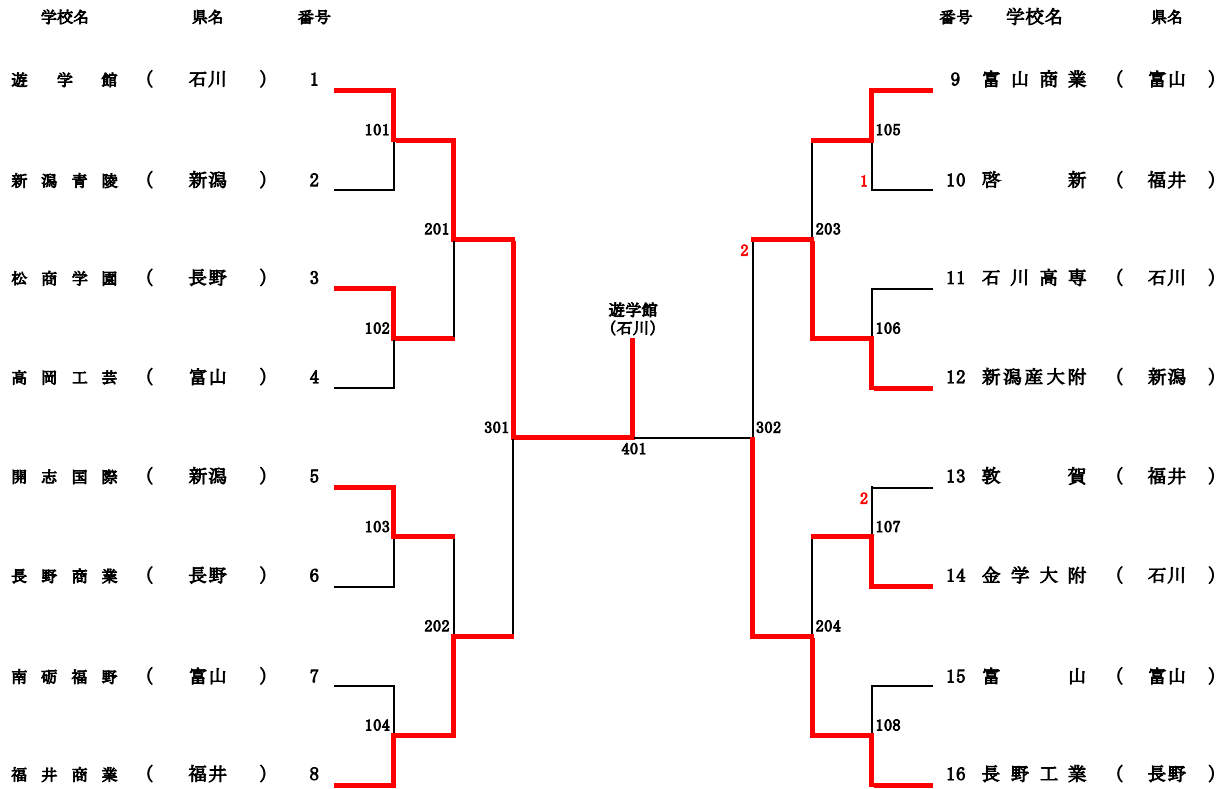 学校名 県名 番号 番号 学校名 県名
遊学館 ( 石川 ) 1 9 富山商業 ( 富山 )
101 105
新潟青陵 ( 新潟 ) 2 1 10 啓新 ( 福井 )
201 2 203
松商学園 ( 長野 ) 3 11 石川高専 ( 石川 )
遊学館
(石川)
102 106
高岡工芸 ( 富山 ) 4 12 新潟産大附 ( 新潟 )
301 302
401
開志国際 ( 新潟 ) 5 13 敦賀 ( 福井 )
2
103 107
長野商業 ( 長野 ) 6 14 金学大附 ( 石川 )
202 204
南砺福野 ( 富山 ) 7 15 富山 ( 富山 )
104 108
福井商業 ( 福井 ) 8 16 長野工業 ( 長野 )